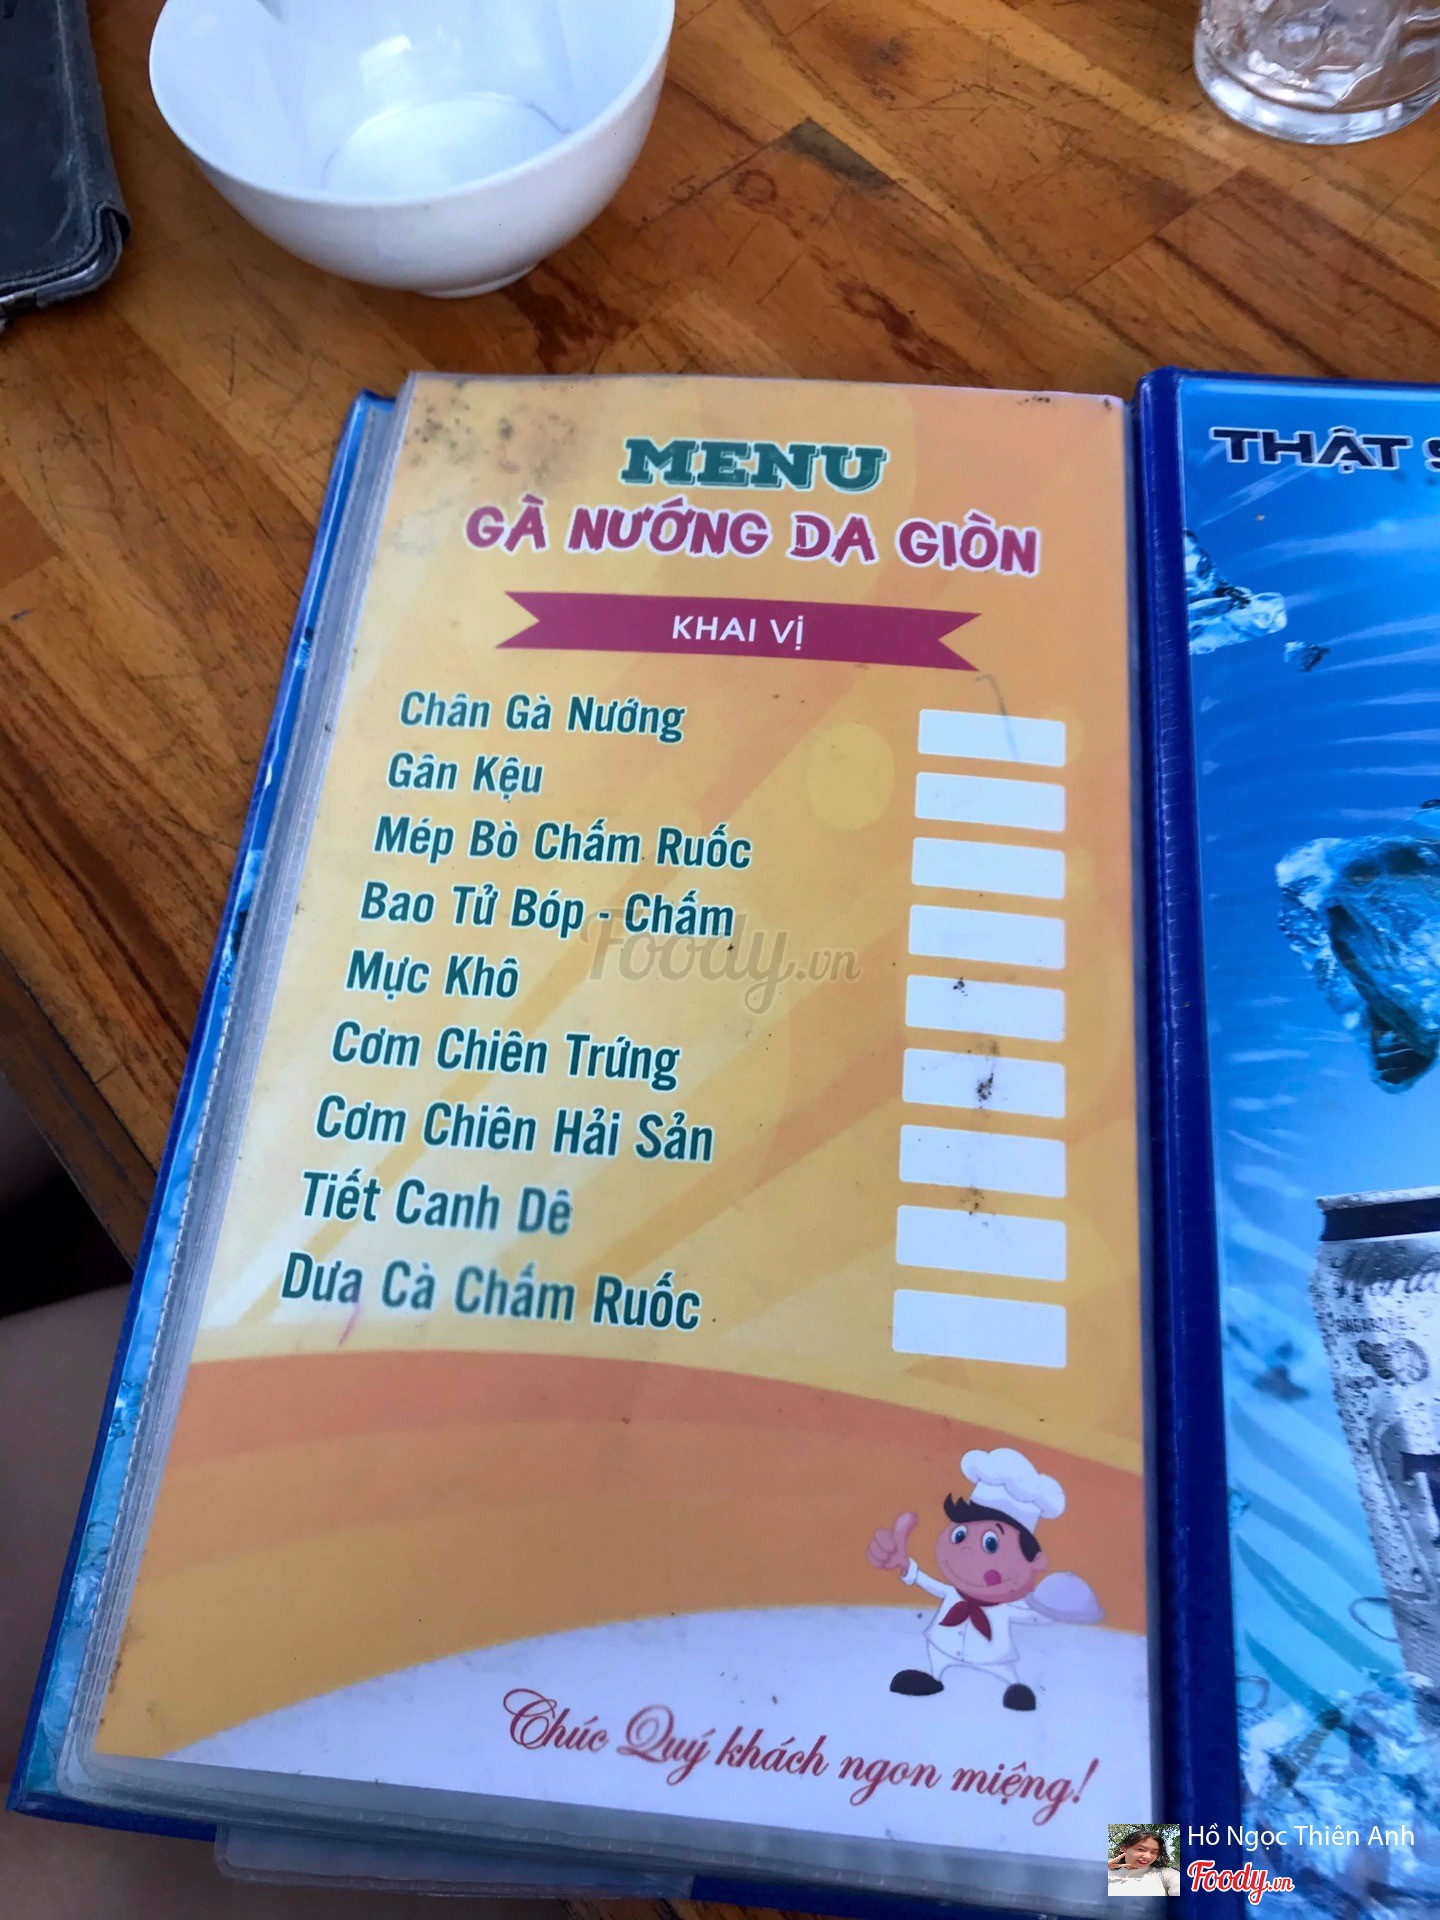 MENU
GÀ NƯỚNG DA GIÒN
KHAI VỊ
Chân Gà Nướng
Gân Kệu
Mép Bò Chấm Ruốc
Bao Tử Bóp - Chấm
Mực Khô
Cơm Chiên Trứng
Cơm Chiên Hải Sản
Tiết Canh Dê
Dưa Cà Chấm Ruốc
Chúc Quý khách ngon miệng!
THẬT
Foody.vn
Hồ Ngọc Thiên Anh
Foody.vn